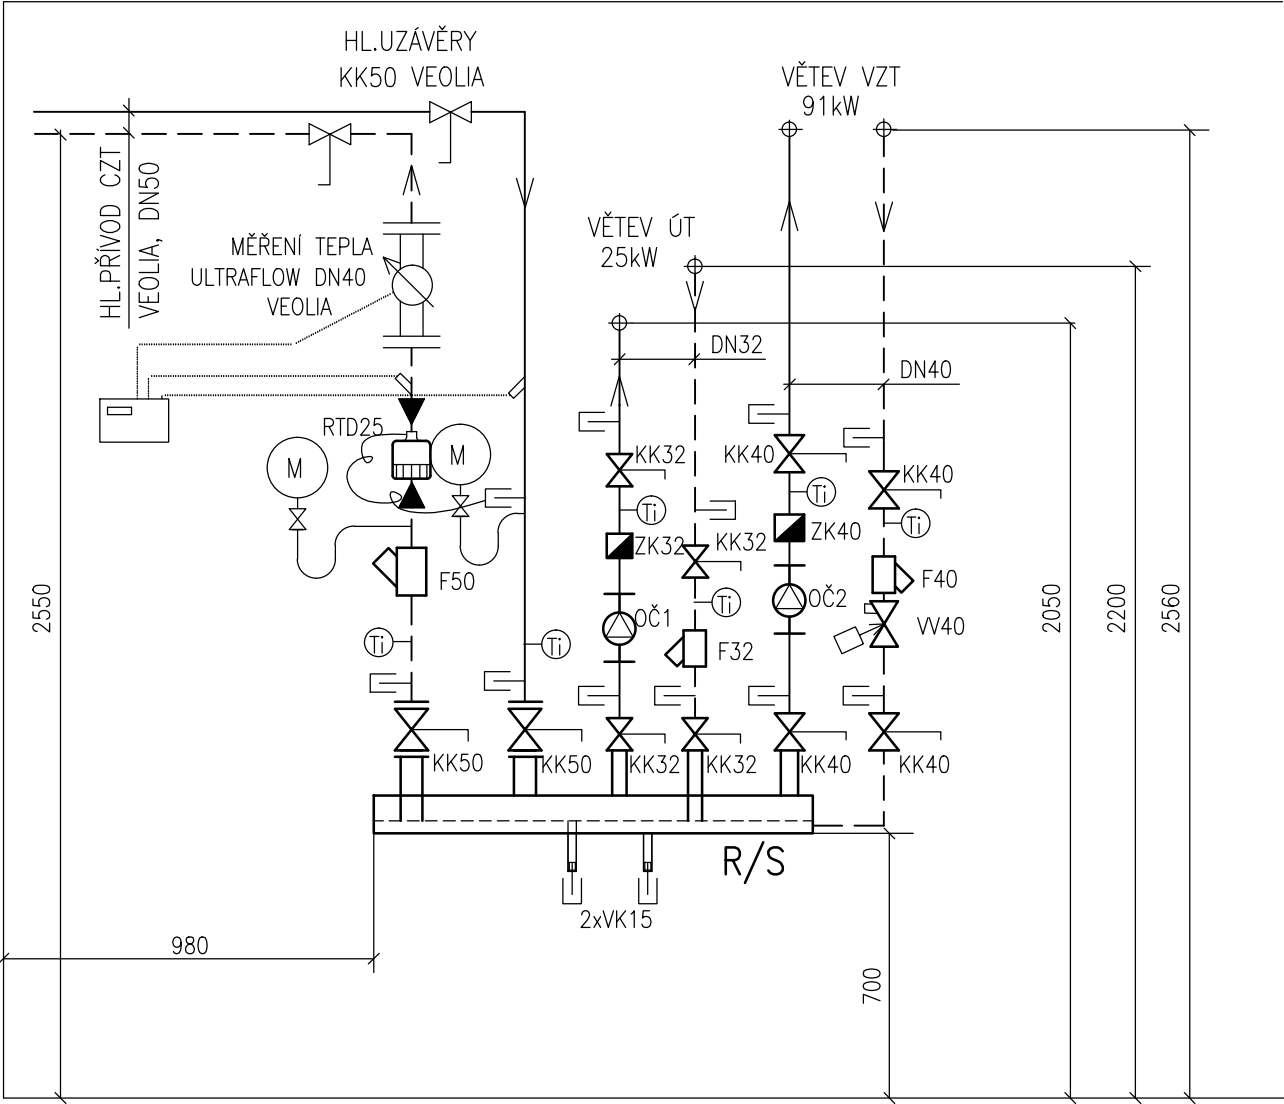 HL.UZÁVĚRY
KK50 VEOLIA
VĚTEV VZT
91kW
HL.PŘÍVOD CZT
VEOLIA, DN50
VĚTEV ÚT
25kW
MĚŘENÍ TEPLA
ULTRAFLOW DN40
VEOLIA
DN32
DN40
RTD25
M
M
KK32
KK40
KK40
Ti
Ti
Ti
ZK32
KK32
ZK40
F50
F40
Ti
OČ1
OČ2
VV40
Ti
Ti
F32
KK50
KK50
KK32
KK32
KK40
KK40
R/S
2xVK15
980
700
2550
2050
2200
2560